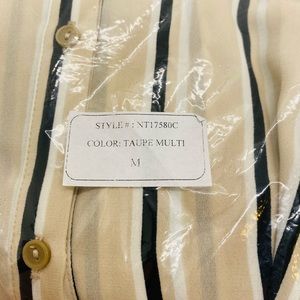 STYLE # : NT17580C
COLOR: TAUPE MULTI
M